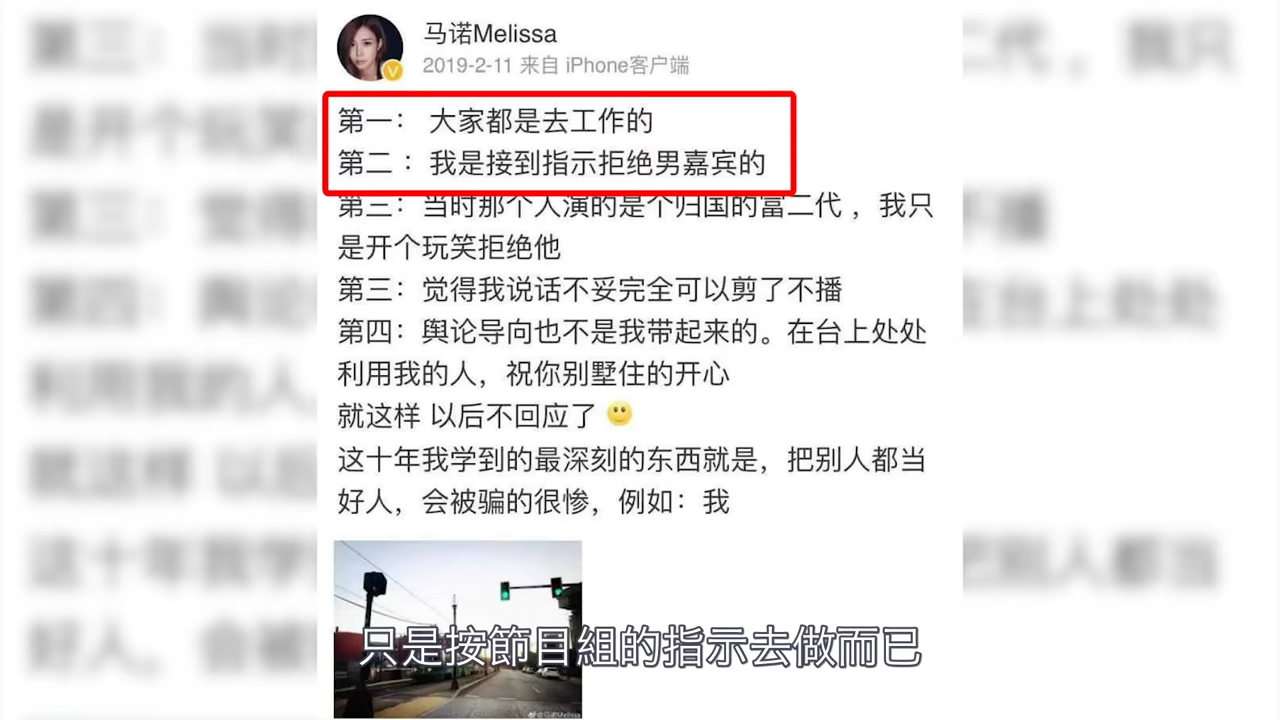 马诺Melissa
2019-2-11 来自 iPhone客户端
第一： 大家都是去工作的
第二 ：我是接到指示拒绝男嘉宾的
第三：当时那个人演的是个归国的富二代 ，我只
是开个玩笑拒绝他
第三：觉得我说话不妥完全可以剪了不播
第四：舆论导向也不是我带起来的。在台上处处
利用我的人，祝你别墅住的开心
就这样 以后不回应了🙂
这十年我学到的最深刻的东西就是，把别人都当
好人，会被骗的很惨，例如：我
只是按節目組的指示去做而已
@马诺Melissa